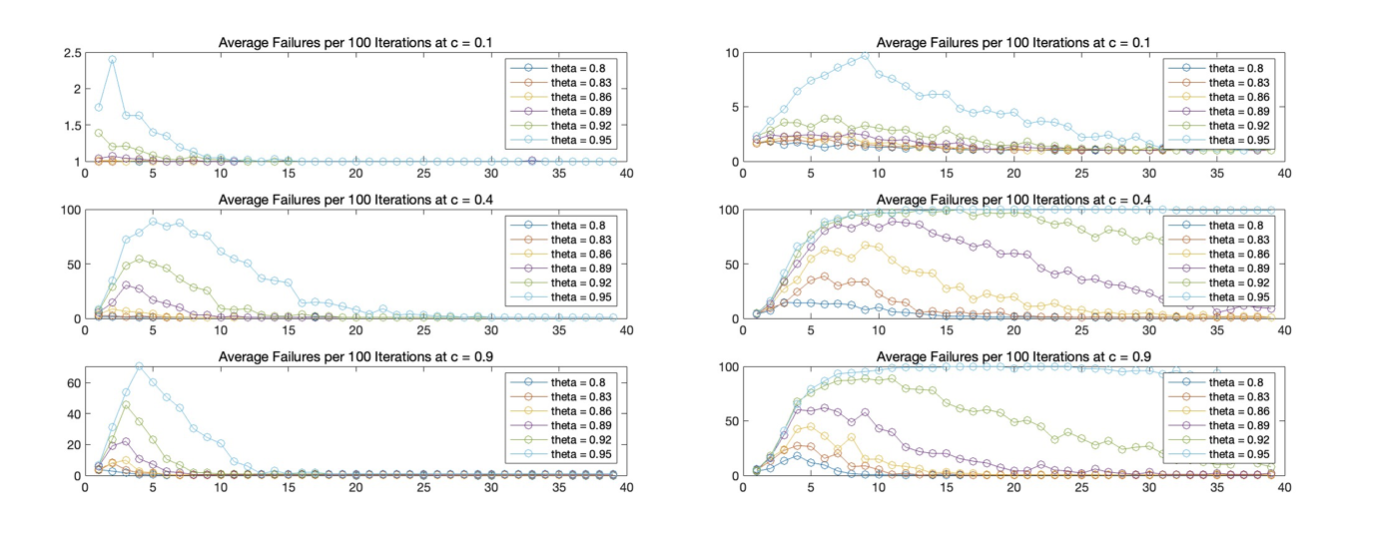 Average Failures per 100 Iterations at c = 0.1
2.5
2
1.5
1
0 5 10 15 20 25 30 35 40
theta = 0.8
theta = 0.83
theta = 0.86
theta = 0.89
theta = 0.92
theta = 0.95
Average Failures per 100 Iterations at c = 0.4
100
50
0
0 5 10 15 20 25 30 35 40
theta = 0.8
theta = 0.83
theta = 0.86
theta = 0.89
theta = 0.92
theta = 0.95
Average Failures per 100 Iterations at c = 0.9
60
40
20
0
0 5 10 15 20 25 30 35 40
theta = 0.8
theta = 0.83
theta = 0.86
theta = 0.89
theta = 0.92
theta = 0.95
Average Failures per 100 Iterations at c = 0.1
10
5
0
0 5 10 15 20 25 30 35 40
theta = 0.8
theta = 0.83
theta = 0.86
theta = 0.89
theta = 0.92
theta = 0.95
Average Failures per 100 Iterations at c = 0.4
100
50
0
0 5 10 15 20 25 30 35 40
theta = 0.8
theta = 0.83
theta = 0.86
theta = 0.89
theta = 0.92
theta = 0.95
Average Failures per 100 Iterations at c = 0.9
100
50
0
0 5 10 15 20 25 30 35 40
theta = 0.8
theta = 0.83
theta = 0.86
theta = 0.89
theta = 0.92
theta = 0.95